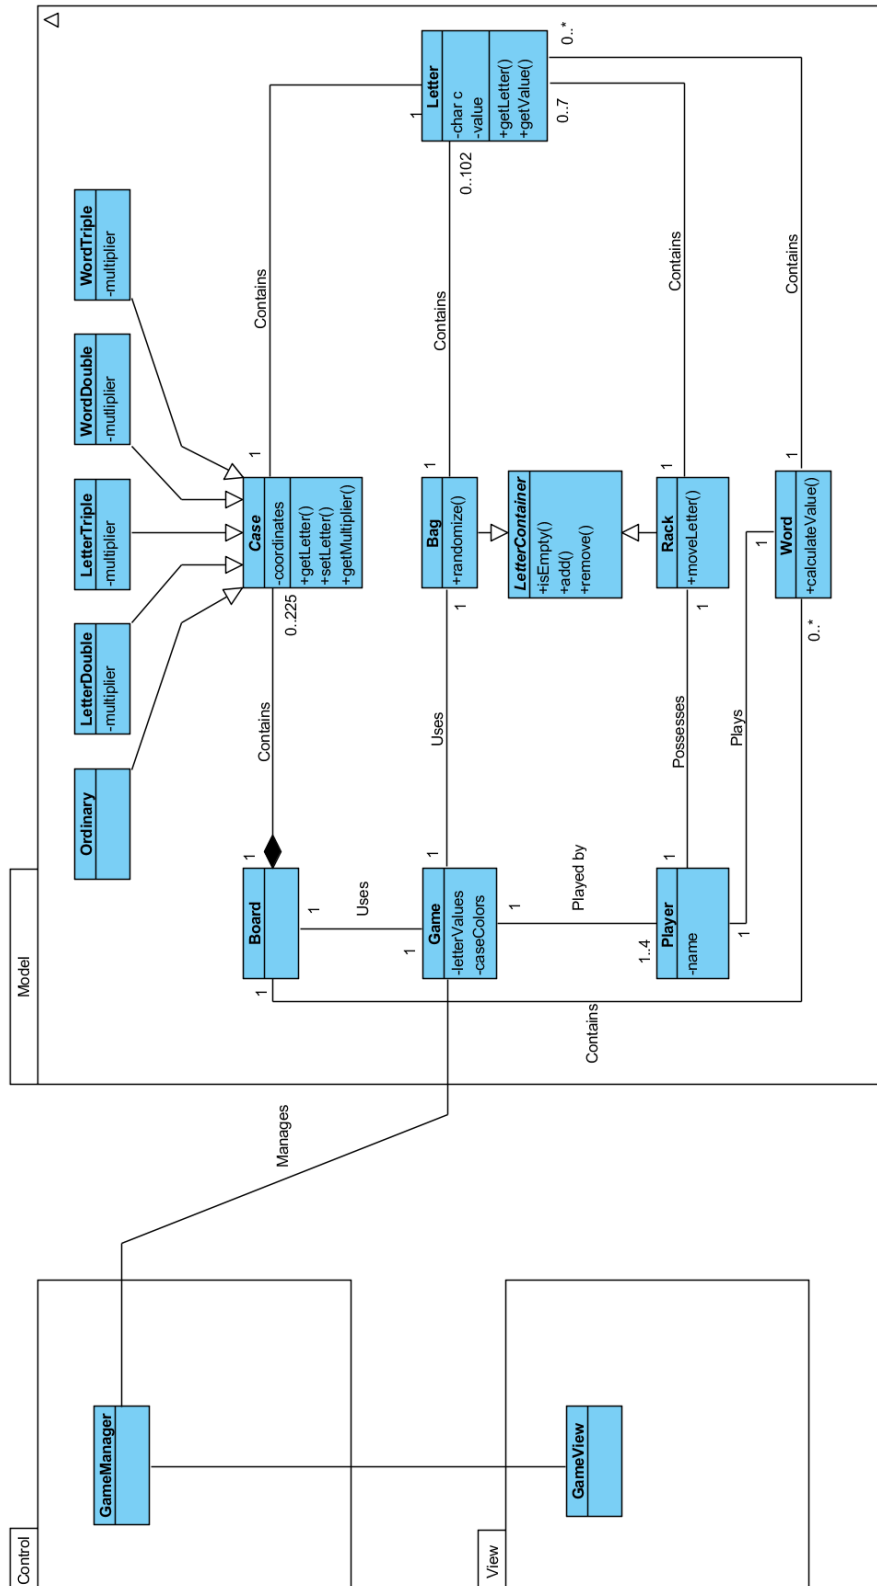 Control
GameManager
View
GameView
Manages
Model
Ordinary
LetterDouble
-multiplier
LetterTriple
-multiplier
WordDouble
-mutliplier
WordTriple
-multiplier
Board
1
Contains
0..225
Case
-coordinates
+getLetter()
+setLetter()
+getMultiplier()
1
Contains
1
Letter
-char c
-value
+getLetter()
+getValue()
1
Uses
1
Game
-letterValues
-caseColors
1
Uses
1
Bag
+randomize()
1
Contains
0..102
LetterContainer
+isEmpty()
+add()
+remove()
1
Played by
1..4
Player
-name
1
Possesses
1
Rack
+moveLetter()
1
Contains
0..7
1
Plays
1
Word
+calculateValue()
1
Contains
0..*
1
Contains
0..*